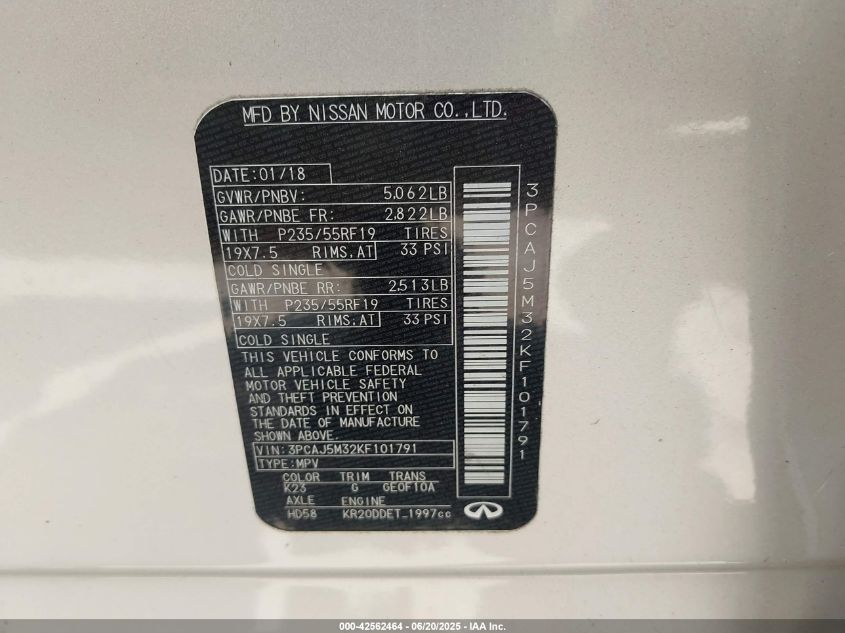 MFD BY NISSAN MOTOR CO.,LTD.
DATE:01/18
GVWR/PNBV: 5,062LB
GAWR/PNBE FR: 2,822LB
WITH P235/55RF19 TIRES
19X7.5 RIMS,AT 33 PSI
COLD SINGLE
GAWR/PNBE RR: 2,513LB
WITH P235/55RF19 TIRES
19X7.5 RIMS,AT 33 PSI
COLD SINGLE
THIS VEHICLE CONFORMS TO
ALL APPLICABLE FEDERAL
MOTOR VEHICLE SAFETY
AND THEFT PREVENTION
STANDARDS IN EFFECT ON
THE DATE OF MANUFACTURE
SHOWN ABOVE.
VIN:3PCAJ5M32KF101791
TYPE:MPV
COLOR TRIM TRANS
K23 G GE0F10A
AXLE ENGINE
HD58 KR20DDET_1997cc
3PCAJ5M32KF101791
000-42562464 - 06/20/2025 - IAA Inc.